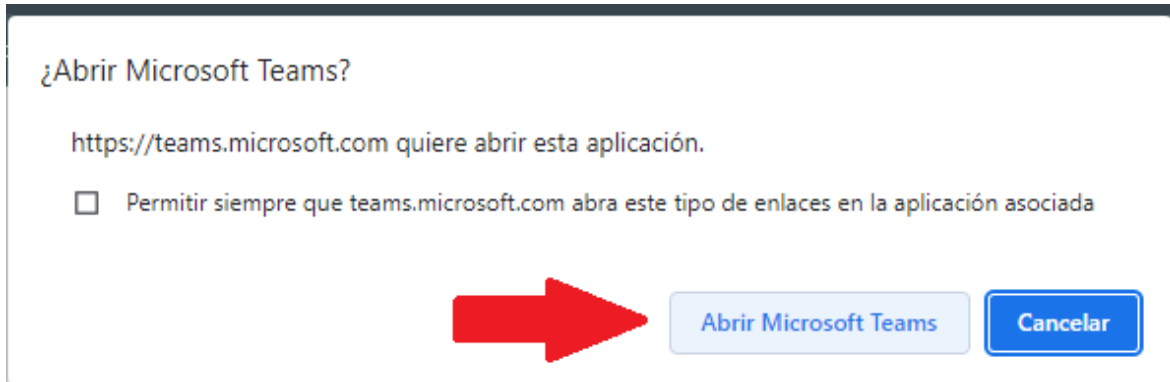 ¿Abrir Microsoft Teams?
https://teams.microsoft.com quiere abrir esta aplicación.
Permitir siempre que teams.microsoft.com abra este tipo de enlaces en la aplicación asociada
Abrir Microsoft Teams Cancelar